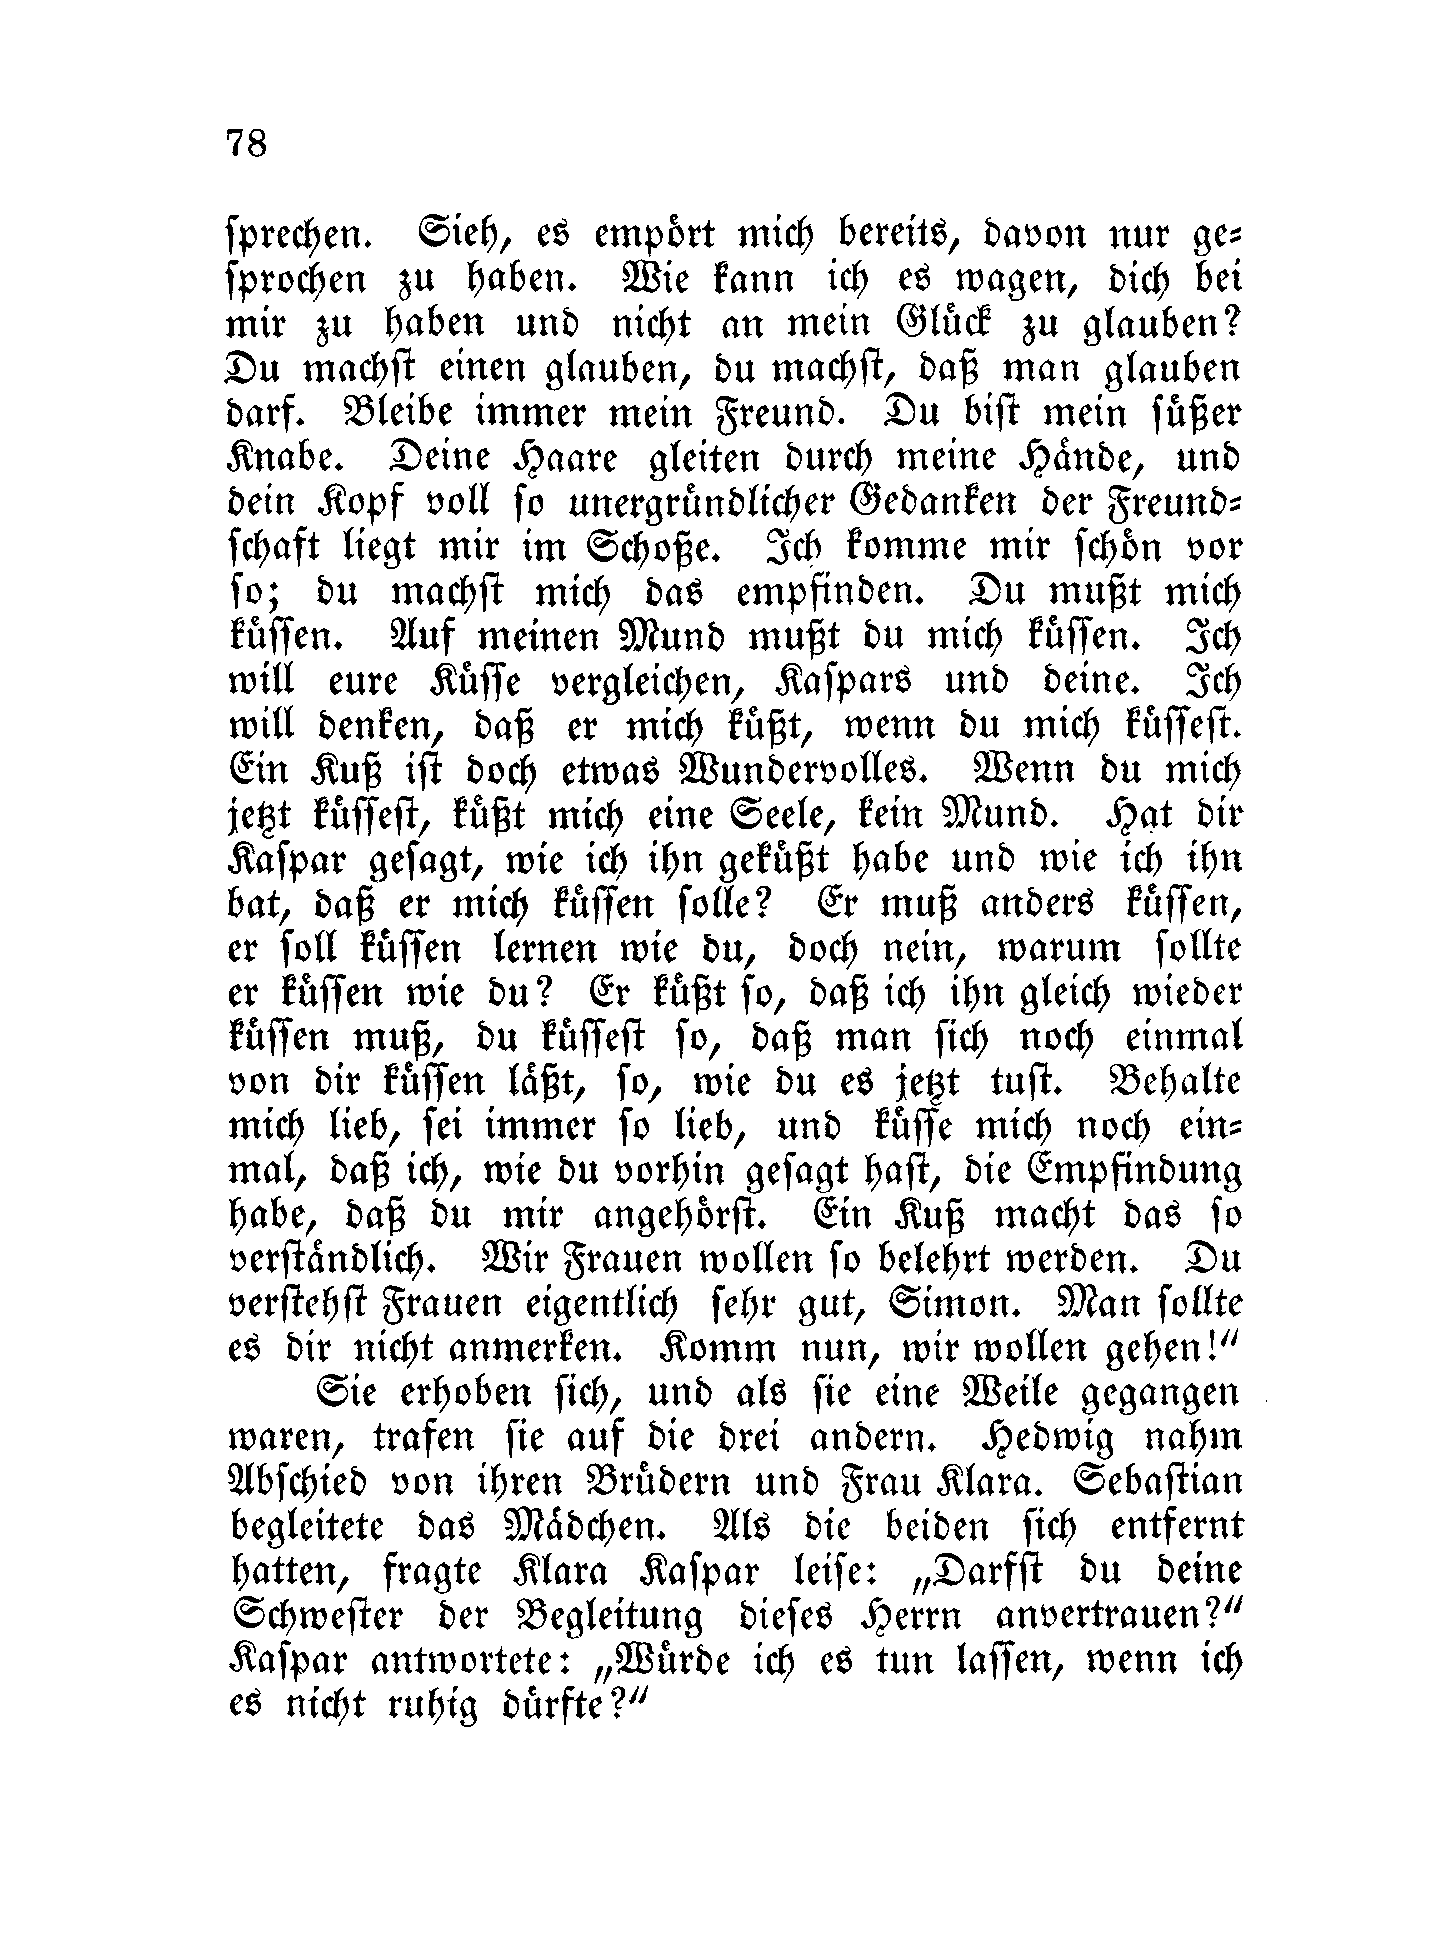 78
sprechen. Sieh, es empört mich bereits, davon nur ge-
sprochen zu haben. Wie kann ich es wagen, dich bei
mir zu haben und nicht an mein Glück zu glauben?
Du machst einen glauben, du machst, daß man glauben
darf. Bleibe immer mein Freund. Du bist mein süßer
Knabe. Deine Haare gleiten durch meine Hände, und
dein Kopf voll so unergründlicher Gedanken der Freund-
schaft liegt mir im Schoße. Ich komme mir schön vor
so; du machst mich das empfinden. Du mußt mich
küssen. Auf meinen Mund mußt du mich küssen. Ich
will eure Küsse vergleichen, Kaspars und deine. Ich
will denken, daß er mich küßt, wenn du mich küssest.
Ein Kuß ist doch etwas Wundervolles. Wenn du mich
jetzt küssest, küßt mich eine Seele, kein Mund. Hat dir
Kaspar gesagt, wie ich ihn geküßt habe und wie ich ihn
bat, daß er mich küssen solle? Er muß anders küssen,
er soll küssen lernen wie du, doch nein, warum sollte
er küssen wie du? Er küßt so, daß ich ihn gleich wieder
küssen muß, du küssest so, daß man sich noch einmal
von dir küssen läßt, so, wie du es jetzt tust. Behalte
mich lieb, sei immer so lieb, und küsse mich noch ein-
mal, daß ich, wie du vorhin gesagt hast, die Empfindung
habe, daß du mir angehörst. Ein Kuß macht das so
verständlich. Wir Frauen wollen so belehrt werden. Du
verstehst Frauen eigentlich sehr gut, Simon. Man sollte
es dir nicht anmerken. Komm nun, wir wollen gehen!“
Sie erhoben sich, und als sie eine Weile gegangen
waren, trafen sie auf die drei andern. Hedwig nahm
Abschied von ihren Brüdern und Frau Klara. Sebastian
begleitete das Mädchen. Als die beiden sich entfernt
hatten, fragte Klara Kaspar leise: „Darfst du deine
Schwester der Begleitung dieses Herrn anvertrauen?“
Kaspar antwortete: „Würde ich es tun lassen, wenn ich
es nicht ruhig dürfte?“